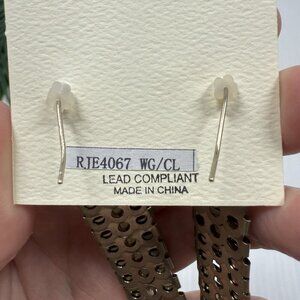 RJE4067 WG/CL
LEAD COMPLIANT
MADE IN CHINA